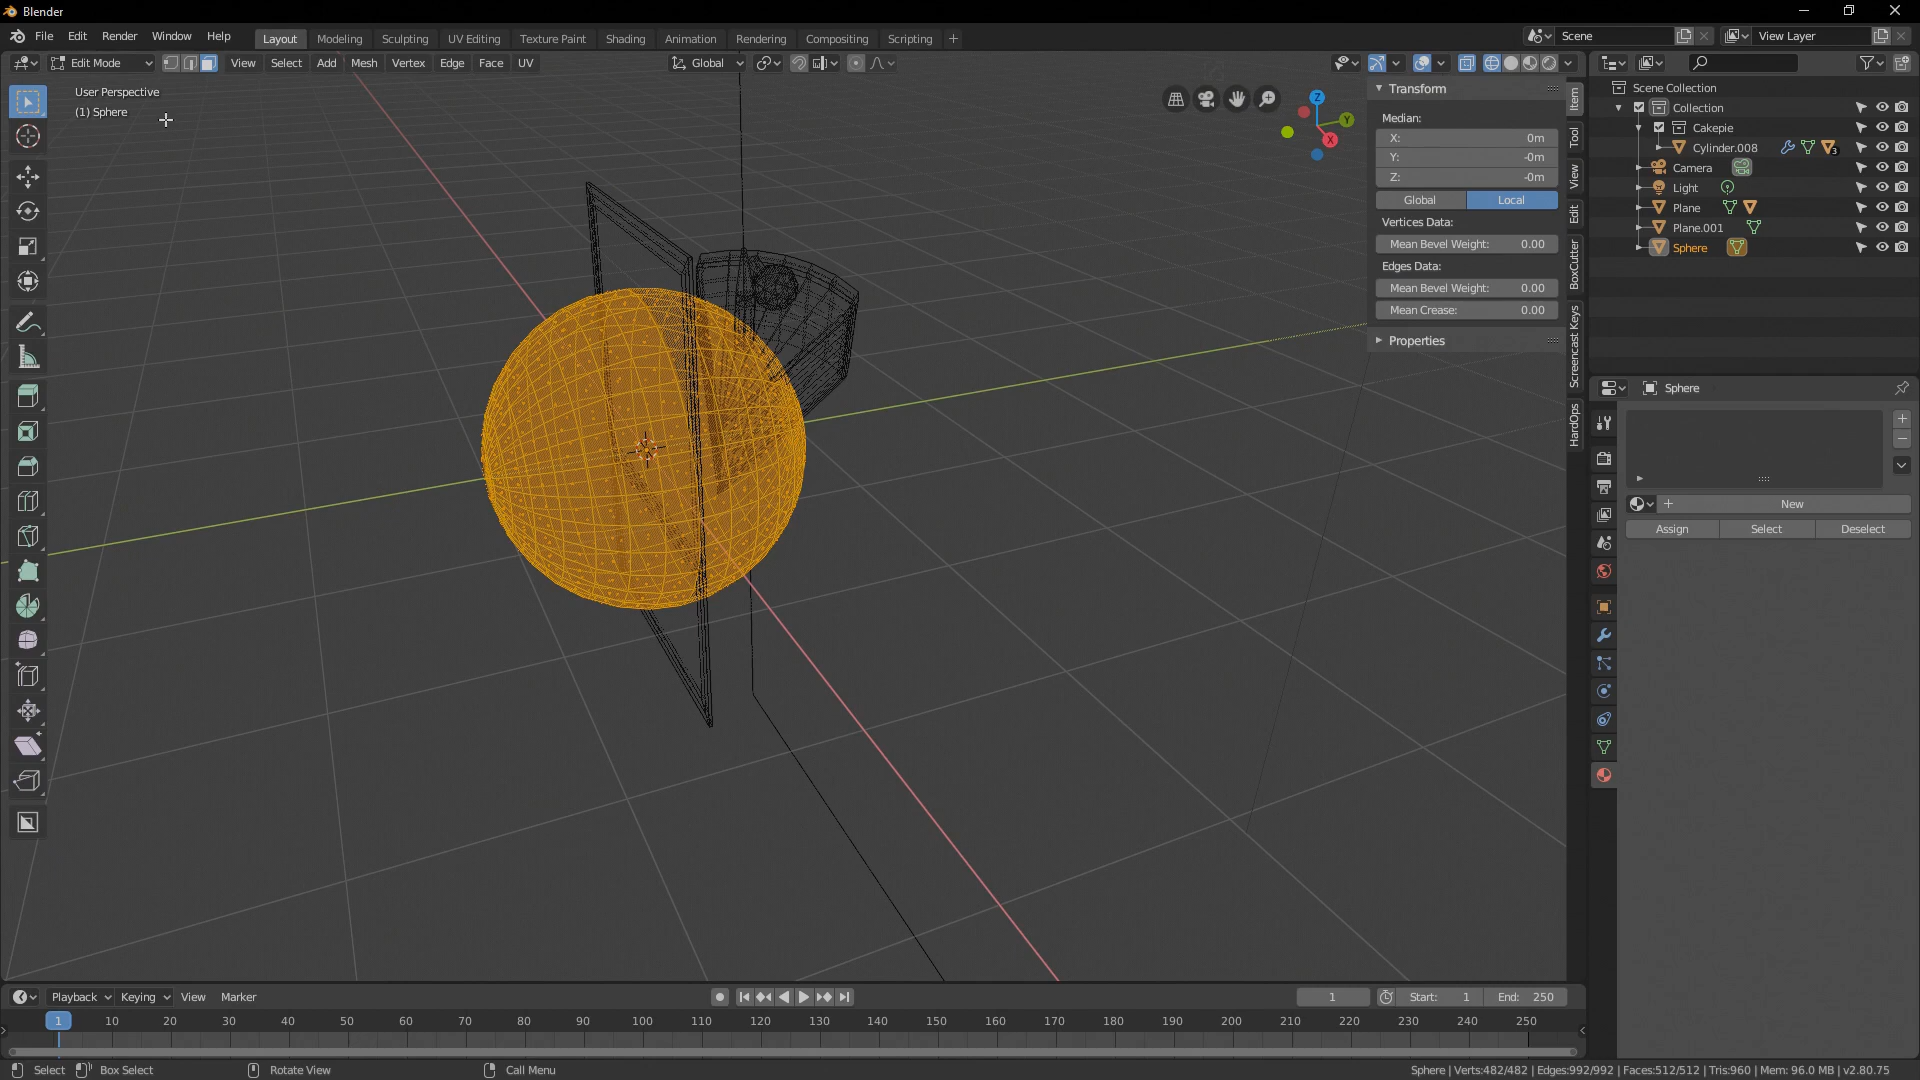 Blender
File Edit Render Window Help
Layout Modeling Sculpting UV Editing Texture Paint Shading Animation Rendering Compositing Scripting +
Scene View Layer
Edit Mode View Select Add Mesh Vertex Edge Face UV Global
User Perspective
(1) Sphere
Z
Y
X
Transform
Median:
X: 0m
Y: -0m
Z: -0m
Global Local
Vertices Data:
Mean Bevel Weight: 0.00
Edges Data:
Mean Bevel Weight: 0.00
Mean Crease: 0.00
Properties
Item
Tool
View
Edit
BoxCutter
Screencast Keys
HardOps
Scene Collection
Collection
Cakepie
Cylinder.008 3
Camera
Light
Plane
Plane.001
Sphere
Sphere
New
Assign Select Deselect
Playback Keying View Marker 1 Start: 1 End: 250
1 10 20 30 40 50 60 70 80 90 100 110 120 130 140 150 160 170 180 190 200 210 220 230 240 250
Select Box Select Rotate View Call Menu Sphere | Verts:482/482 | Edges:992/992 | Faces:512/512 | Tris:960 | Mem: 96.0 MB | v2.80.75